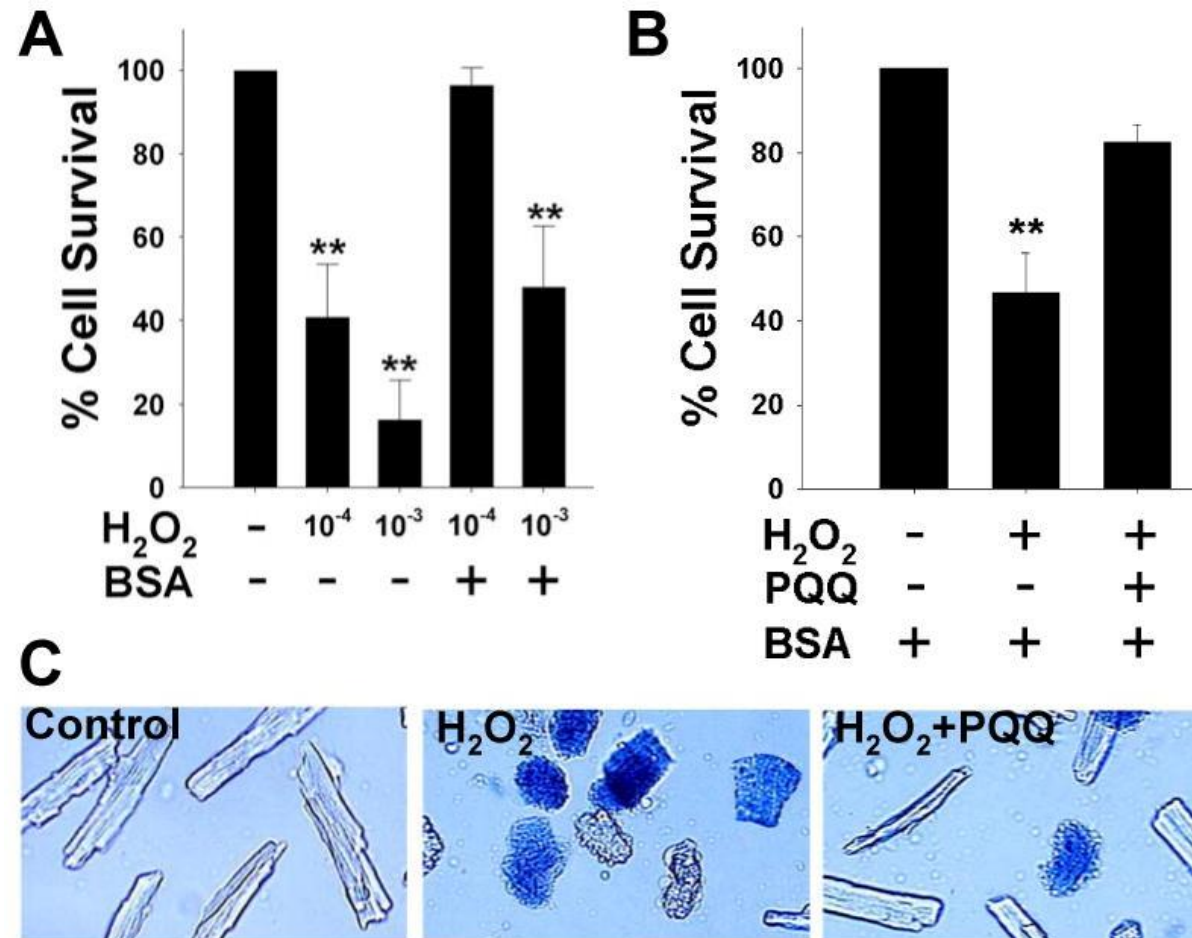 A
% Cell Survival
100
80
60
40
20
0
**
**
**
H₂O₂ - 10⁻⁴ 10⁻³ 10⁻⁴ 10⁻³
BSA - - - + +
B
% Cell Survival
100
80
60
40
20
0
**
H₂O₂ - + +
PQQ - - +
BSA + + +
C
Control
H₂O₂
H₂O₂+PQQ